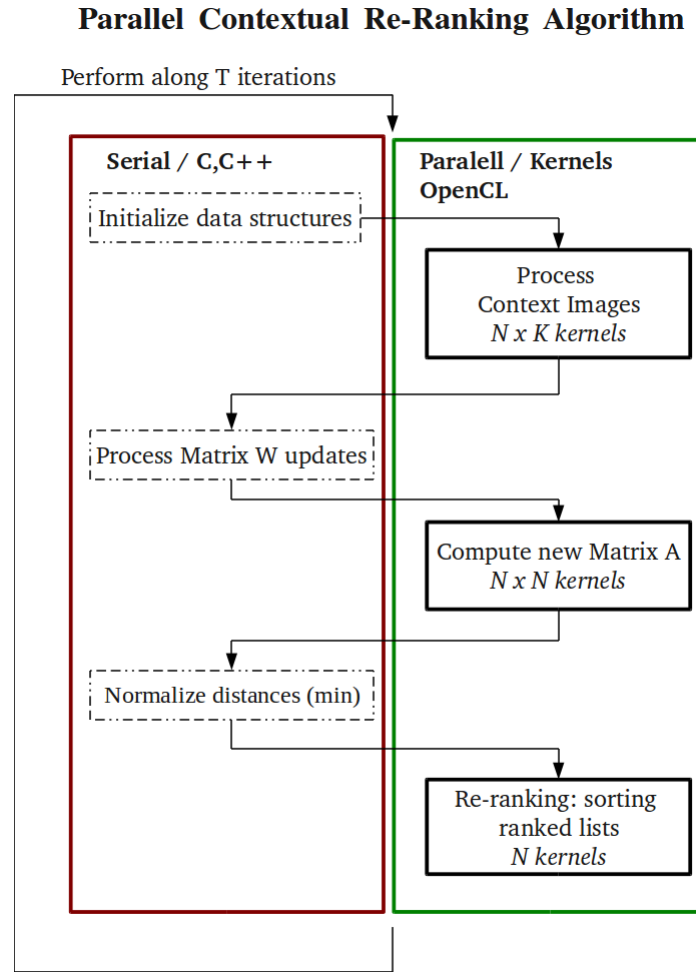 Parallel Contextual Re-Ranking Algorithm
Perform along T iterations
Serial / C,C++
Paralell / Kernels
OpenCL
Initialize data structures
Process
Context Images
N x K kernels
Process Matrix W updates
Compute new Matrix A
N x N kernels
Normalize distances (min)
Re-ranking: sorting
ranked lists
N kernels